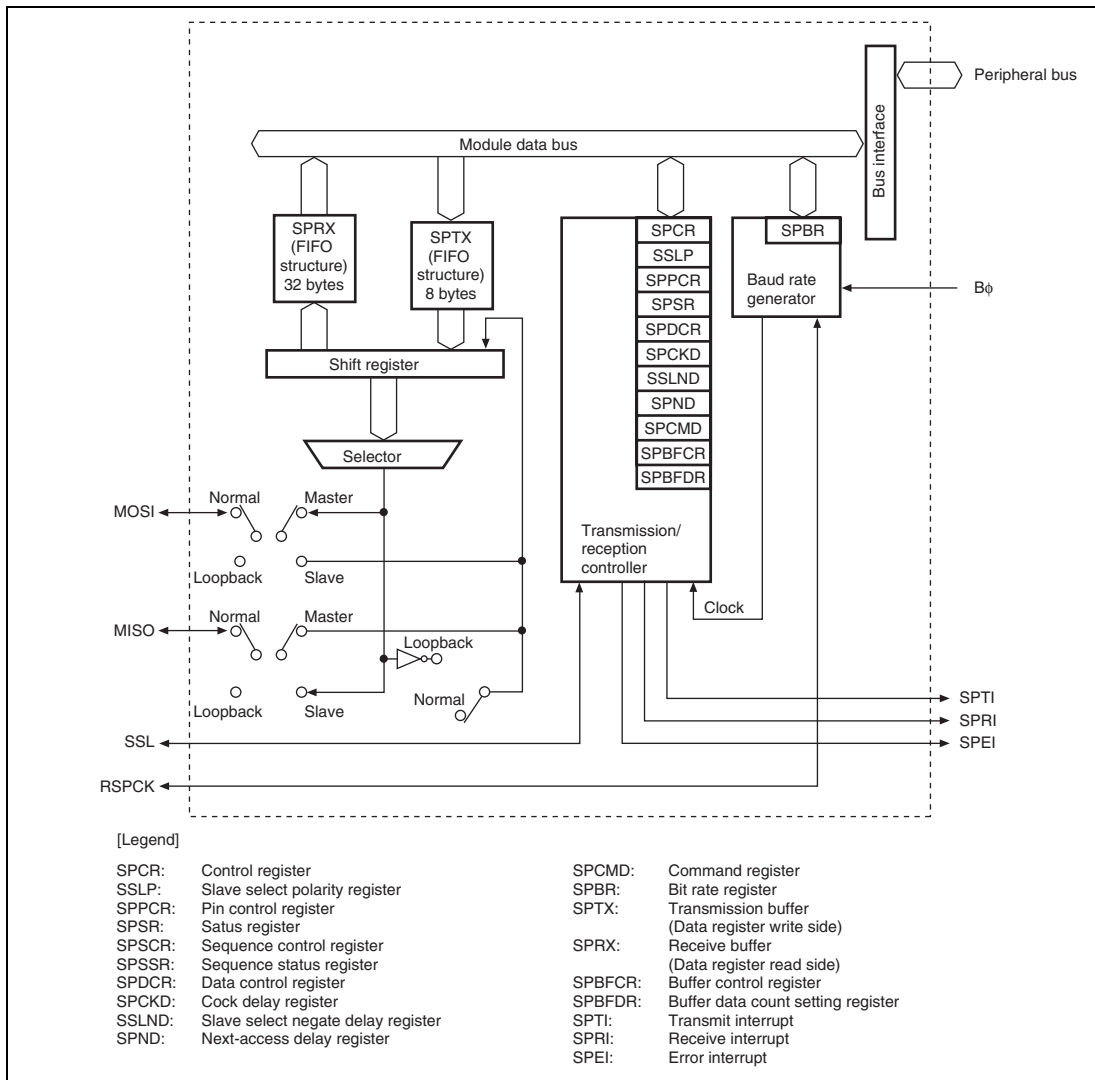 Peripheral bus
Module data bus
Bus interface
SPRX
(FIFO
structure)
32 bytes
SPTX
(FIFO
structure)
8 bytes
SPCR
SSLP
SPPCR
SPSR
SPDCR
SPCKD
SSLND
SPND
SPCMD
SPBFCR
SPBFDR
Transmission/
reception
controller
SPBR
Baud rate
generator
Bϕ
Shift register
Selector
MOSI
Normal
Master
Loopback
Slave
MISO
Normal
Master
Loopback
Loopback
Slave
Normal
Clock
SSL
RSPCK
SPTI
SPRI
SPEI
[Legend]
SPCR: Control register
SSLP: Slave select polarity register
SPPCR: Pin control register
SPSR: Satus register
SPSCR: Sequence control register
SPSSR: Sequence status register
SPDCR: Data control register
SPCKD: Cock delay register
SSLND: Slave select negate delay register
SPND: Next-access delay register
SPCMD: Command register
SPBR: Bit rate register
SPTX: Transmission buffer
(Data register write side)
SPRX: Receive buffer
(Data register read side)
SPBFCR: Buffer control register
SPBFDR: Buffer data count setting register
SPTI: Transmit interrupt
SPRI: Receive interrupt
SPEI: Error interrupt